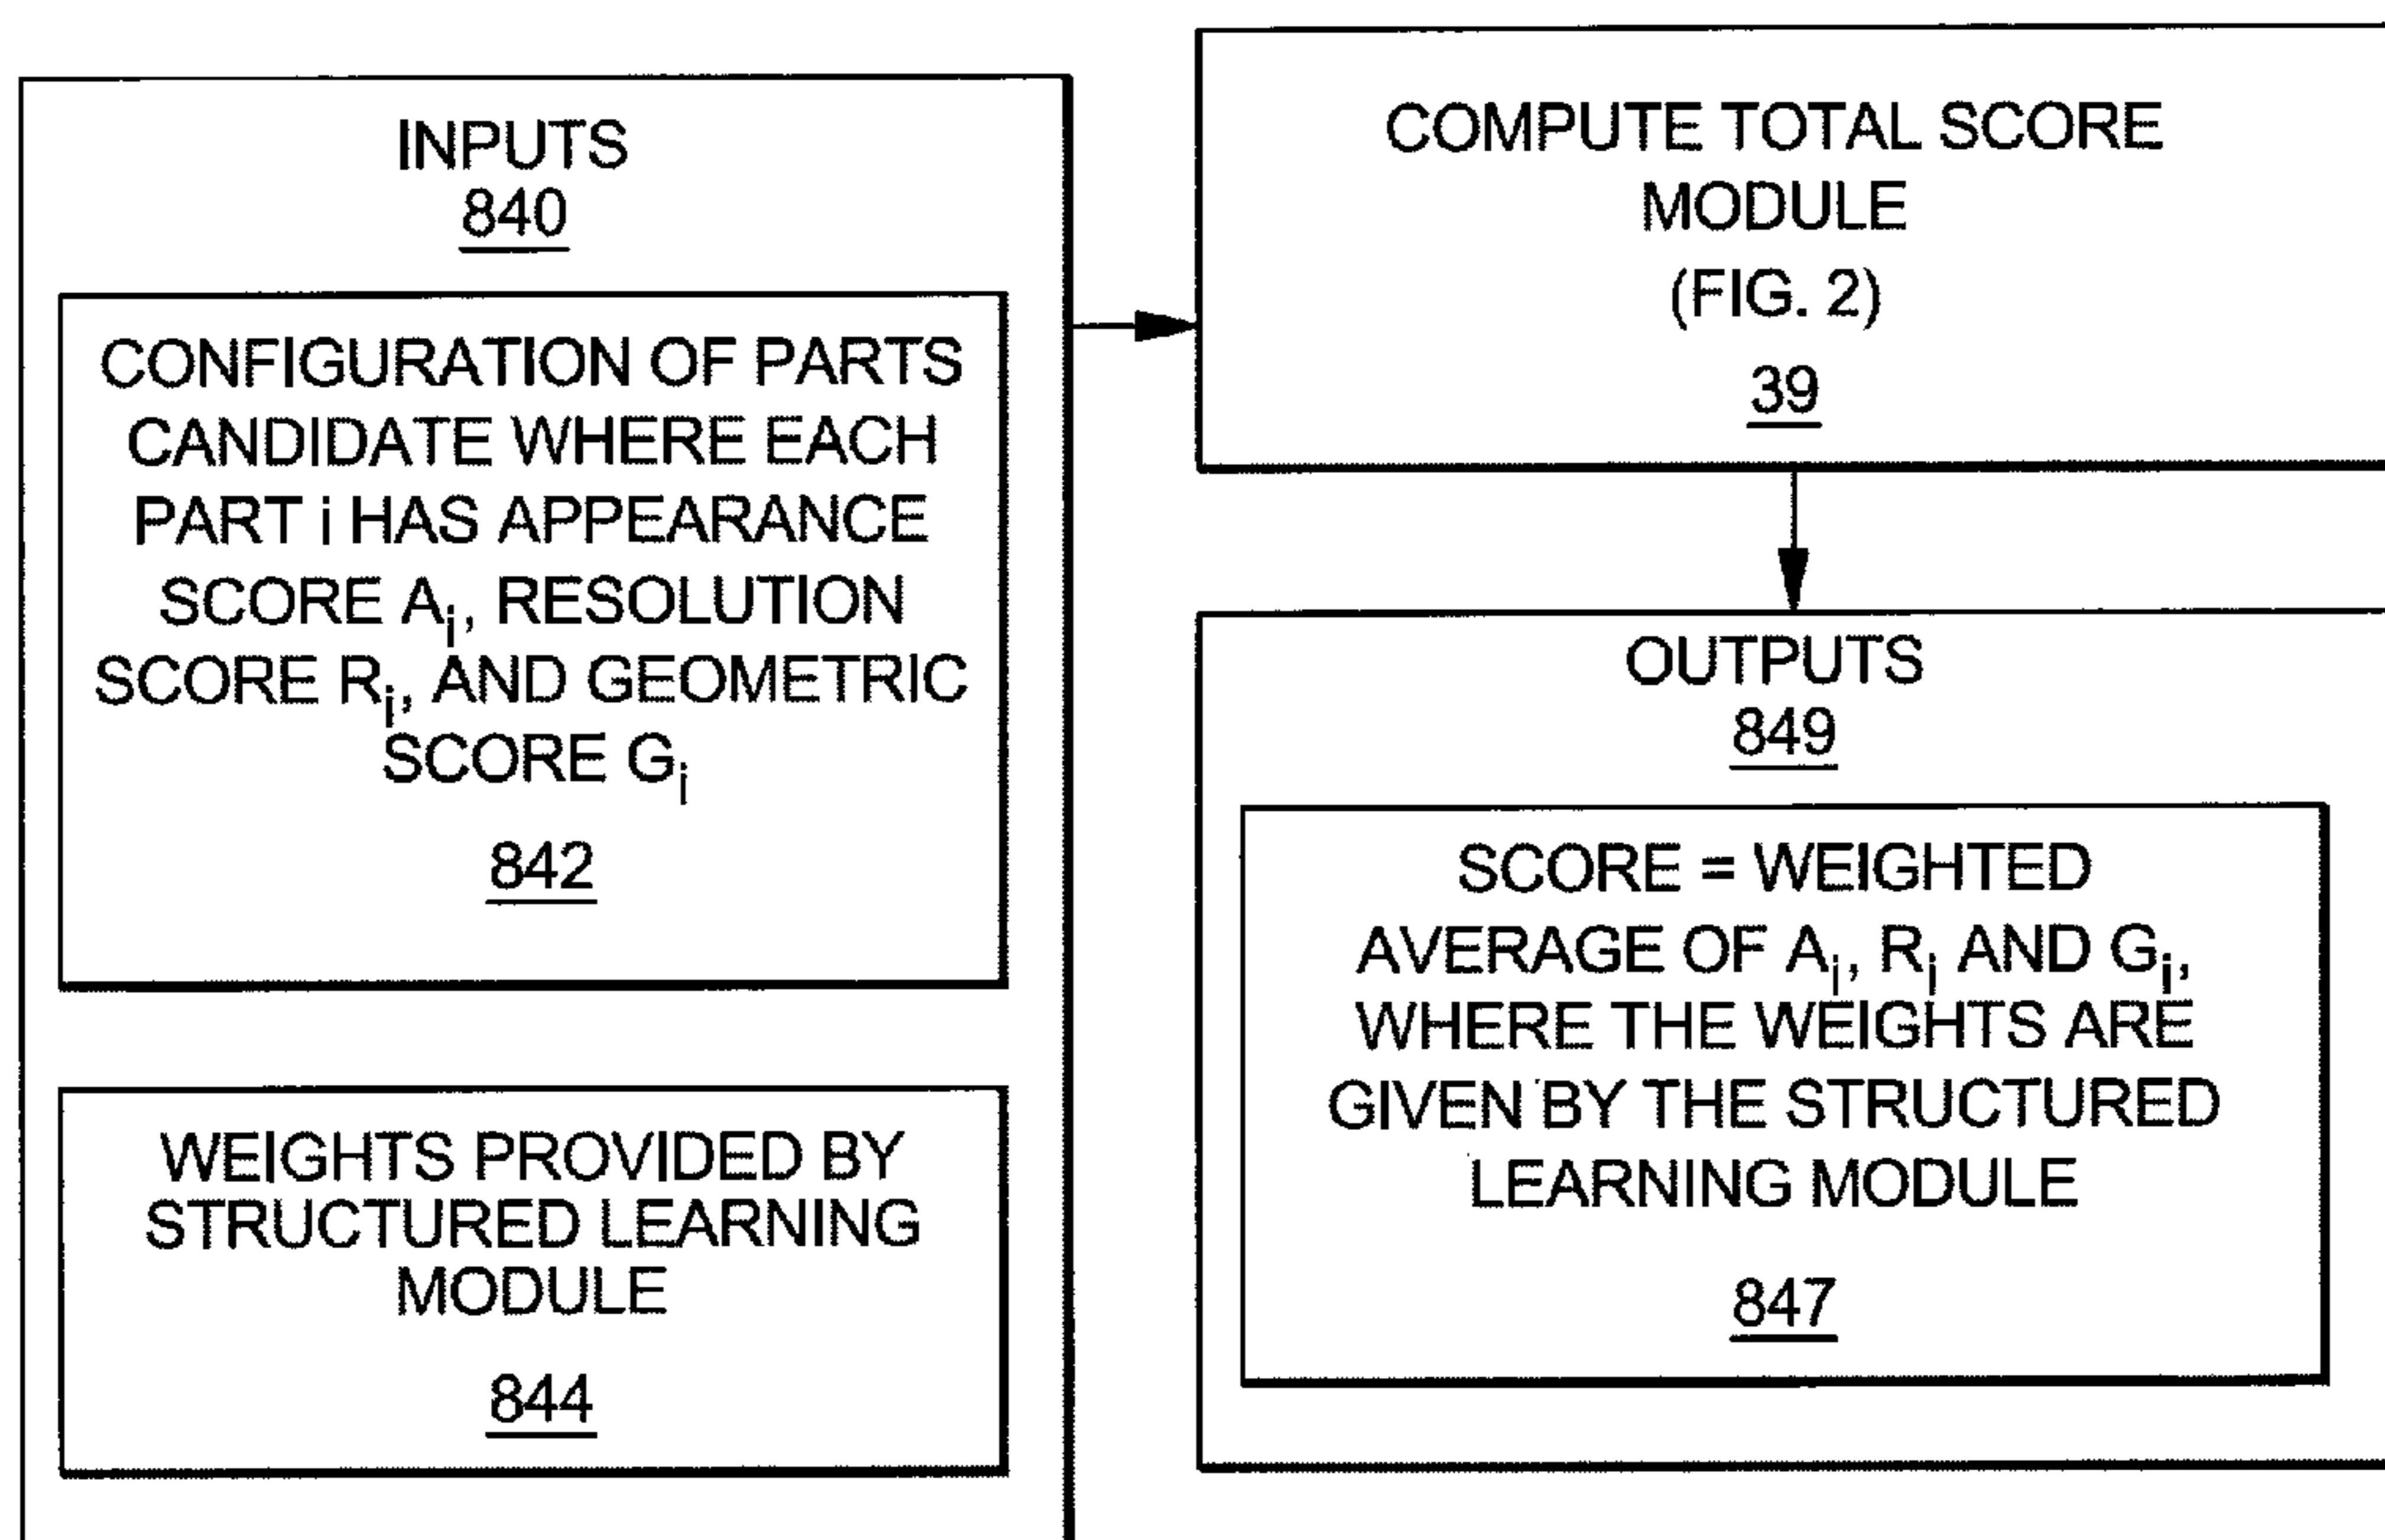 INPUTS
840
CONFIGURATION OF PARTS
CANDIDATE WHERE EACH
PART i HAS APPEARANCE
SCORE Aᵢ, RESOLUTION
SCORE Rᵢ, AND GEOMETRIC
SCORE Gᵢ
842
WEIGHTS PROVIDED BY
STRUCTURED LEARNING
MODULE
844
COMPUTE TOTAL SCORE
MODULE
(FIG. 2)
39
OUTPUTS
849
SCORE = WEIGHTED
AVERAGE OF Aᵢ, Rᵢ AND Gᵢ,
WHERE THE WEIGHTS ARE
GIVEN BY THE STRUCTURED
LEARNING MODULE
847